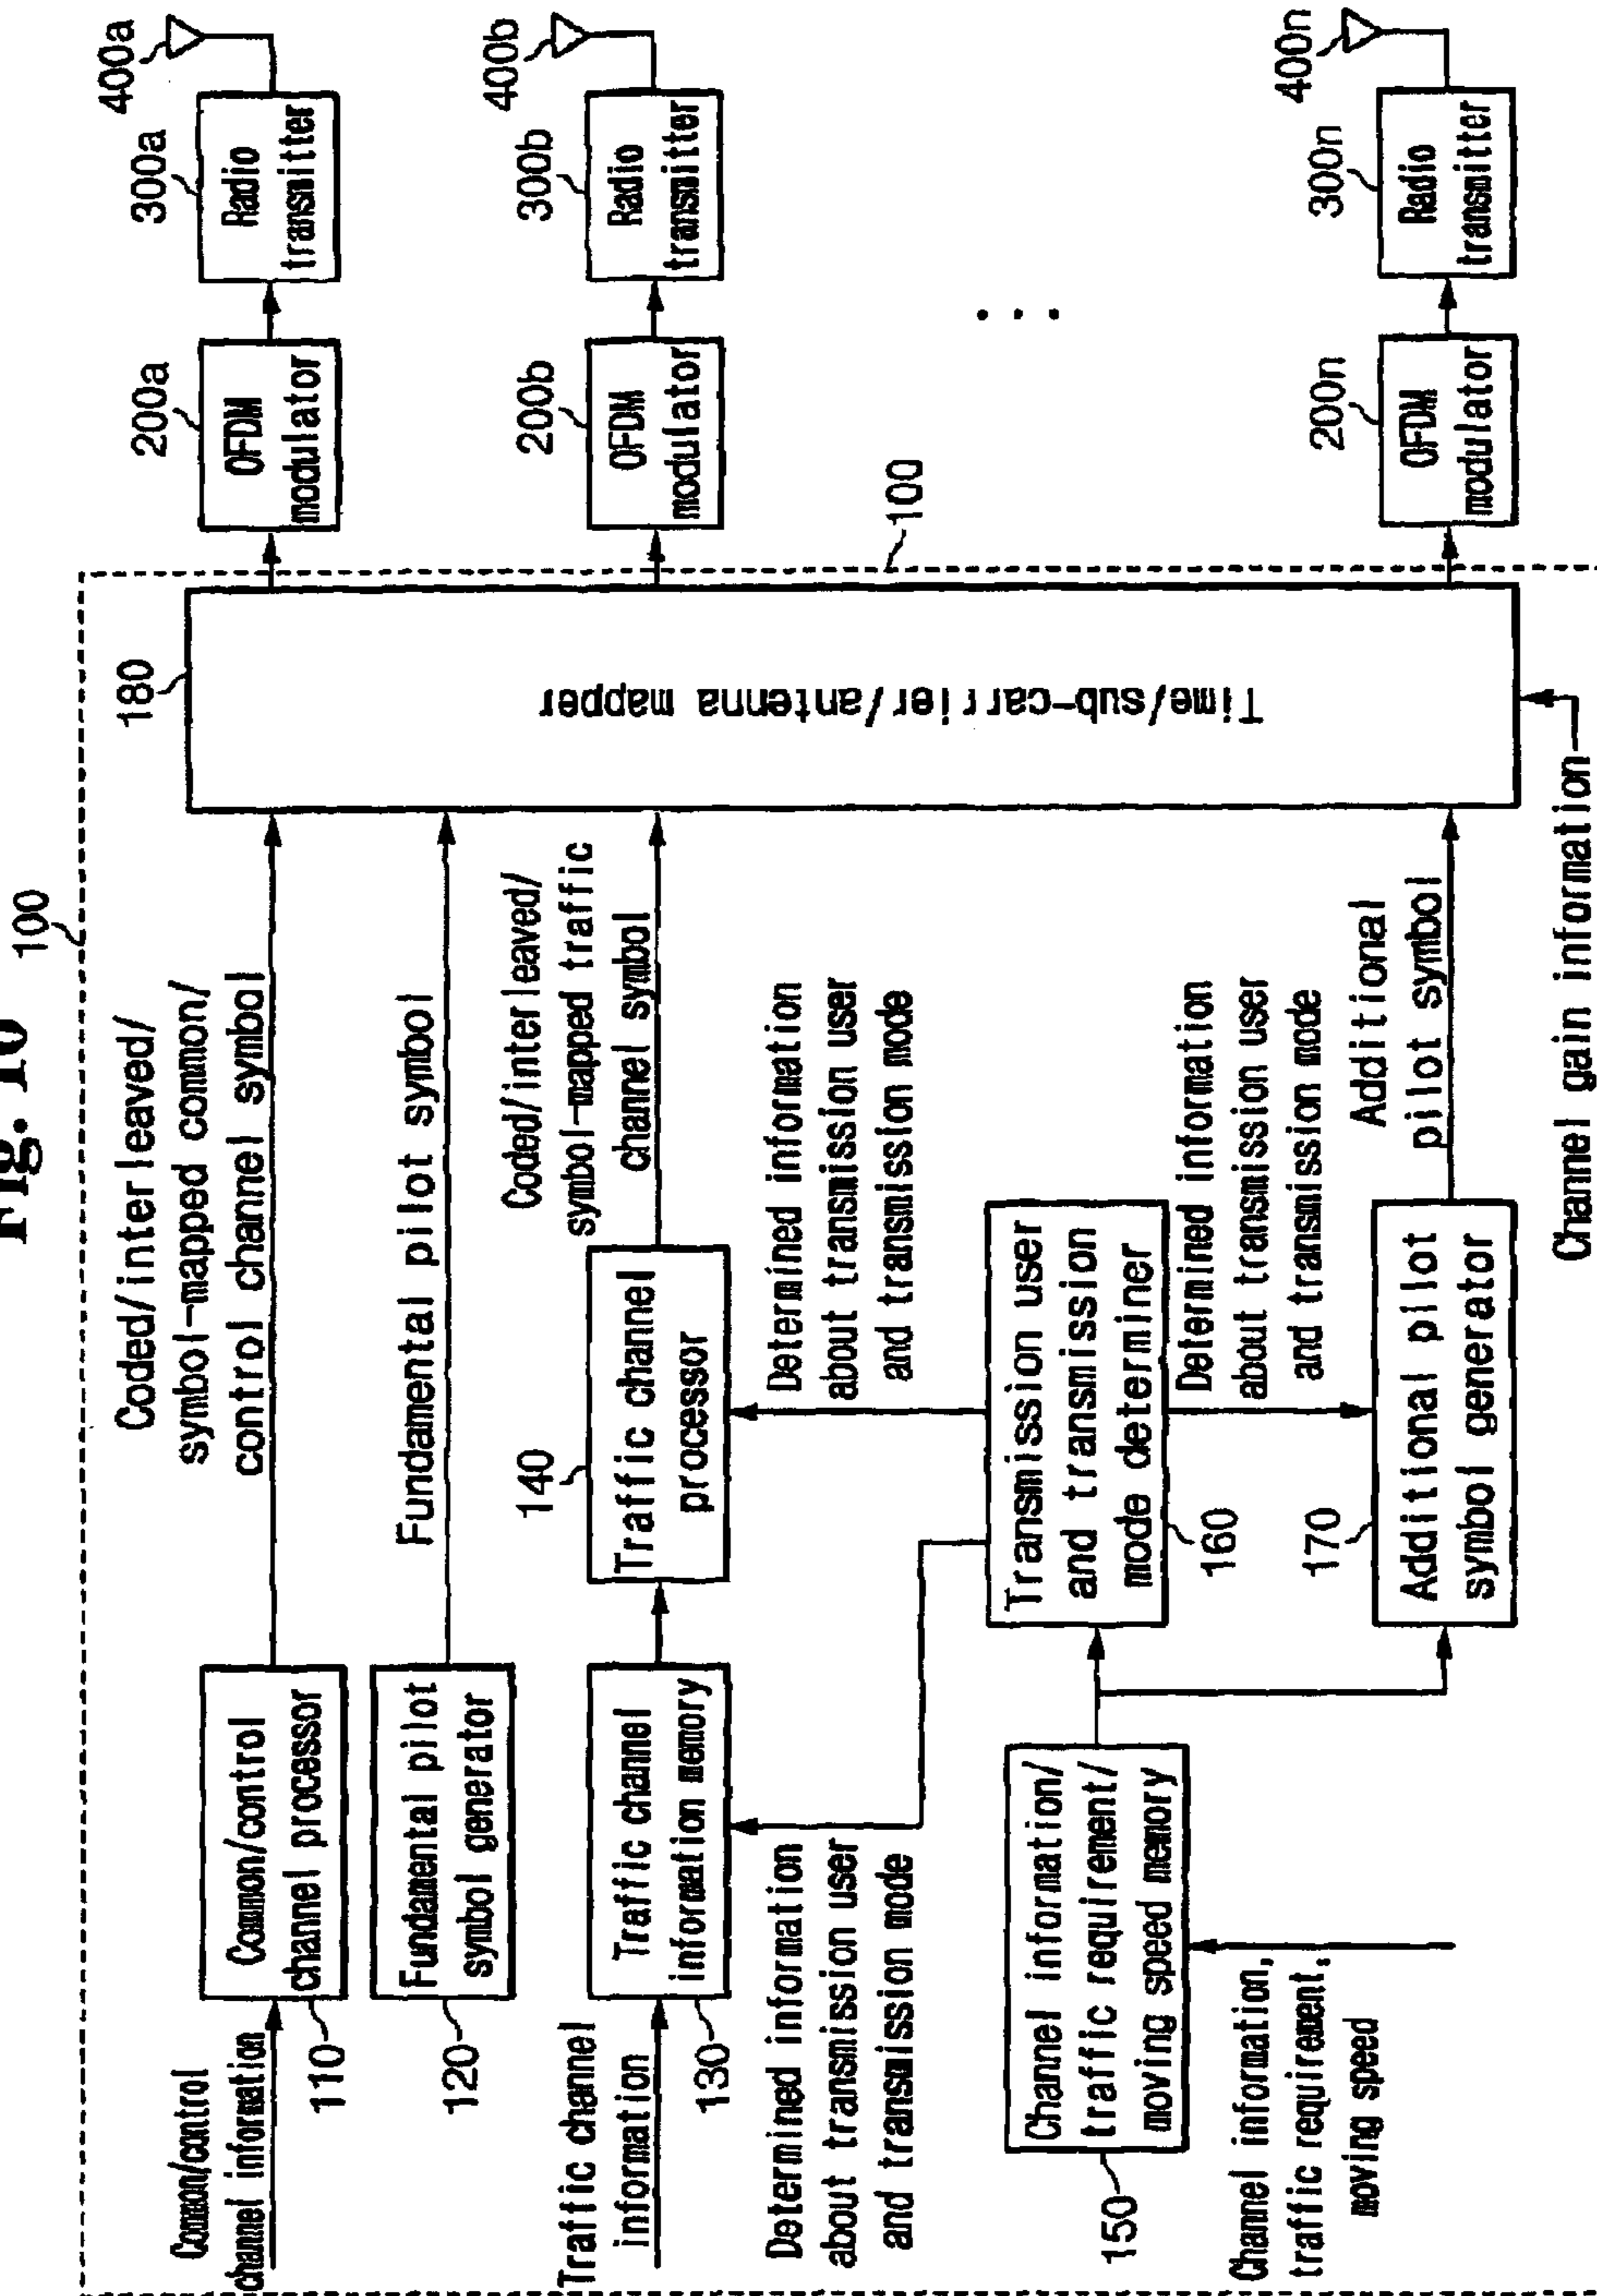 Fig. 10
100
Common/control
channel information
110
Common/control
channel processor
Coded/interleaved/
symbol-mapped common/
control channel symbol
120
Fundamental pilot
symbol generator
Fundamental pilot symbol
Traffic channel
information
130
Traffic channel
information memory
140
Traffic channel
processor
Coded/interleaved/
symbol-mapped traffic
channel symbol
Determined information
about transmission user
and transmission mode
Determined information
about transmission user
and transmission mode
150
Channel information/
traffic requirement/
moving speed memory
Channel information,
traffic requirement,
moving speed
160
Transmission user
and transmission
mode determiner
Determined information
about transmission user
and transmission mode
170
Additional pilot
symbol generator
Additional
pilot symbol
180
Time/sub-carrier/antenna mapper
Channel gain information
100
200a
OFDM
modulator
300a
Radio
transmitter
400a
200b
OFDM
modulator
300b
Radio
transmitter
400b
. . .
200n
OFDM
modulator
300n
Radio
transmitter
400n